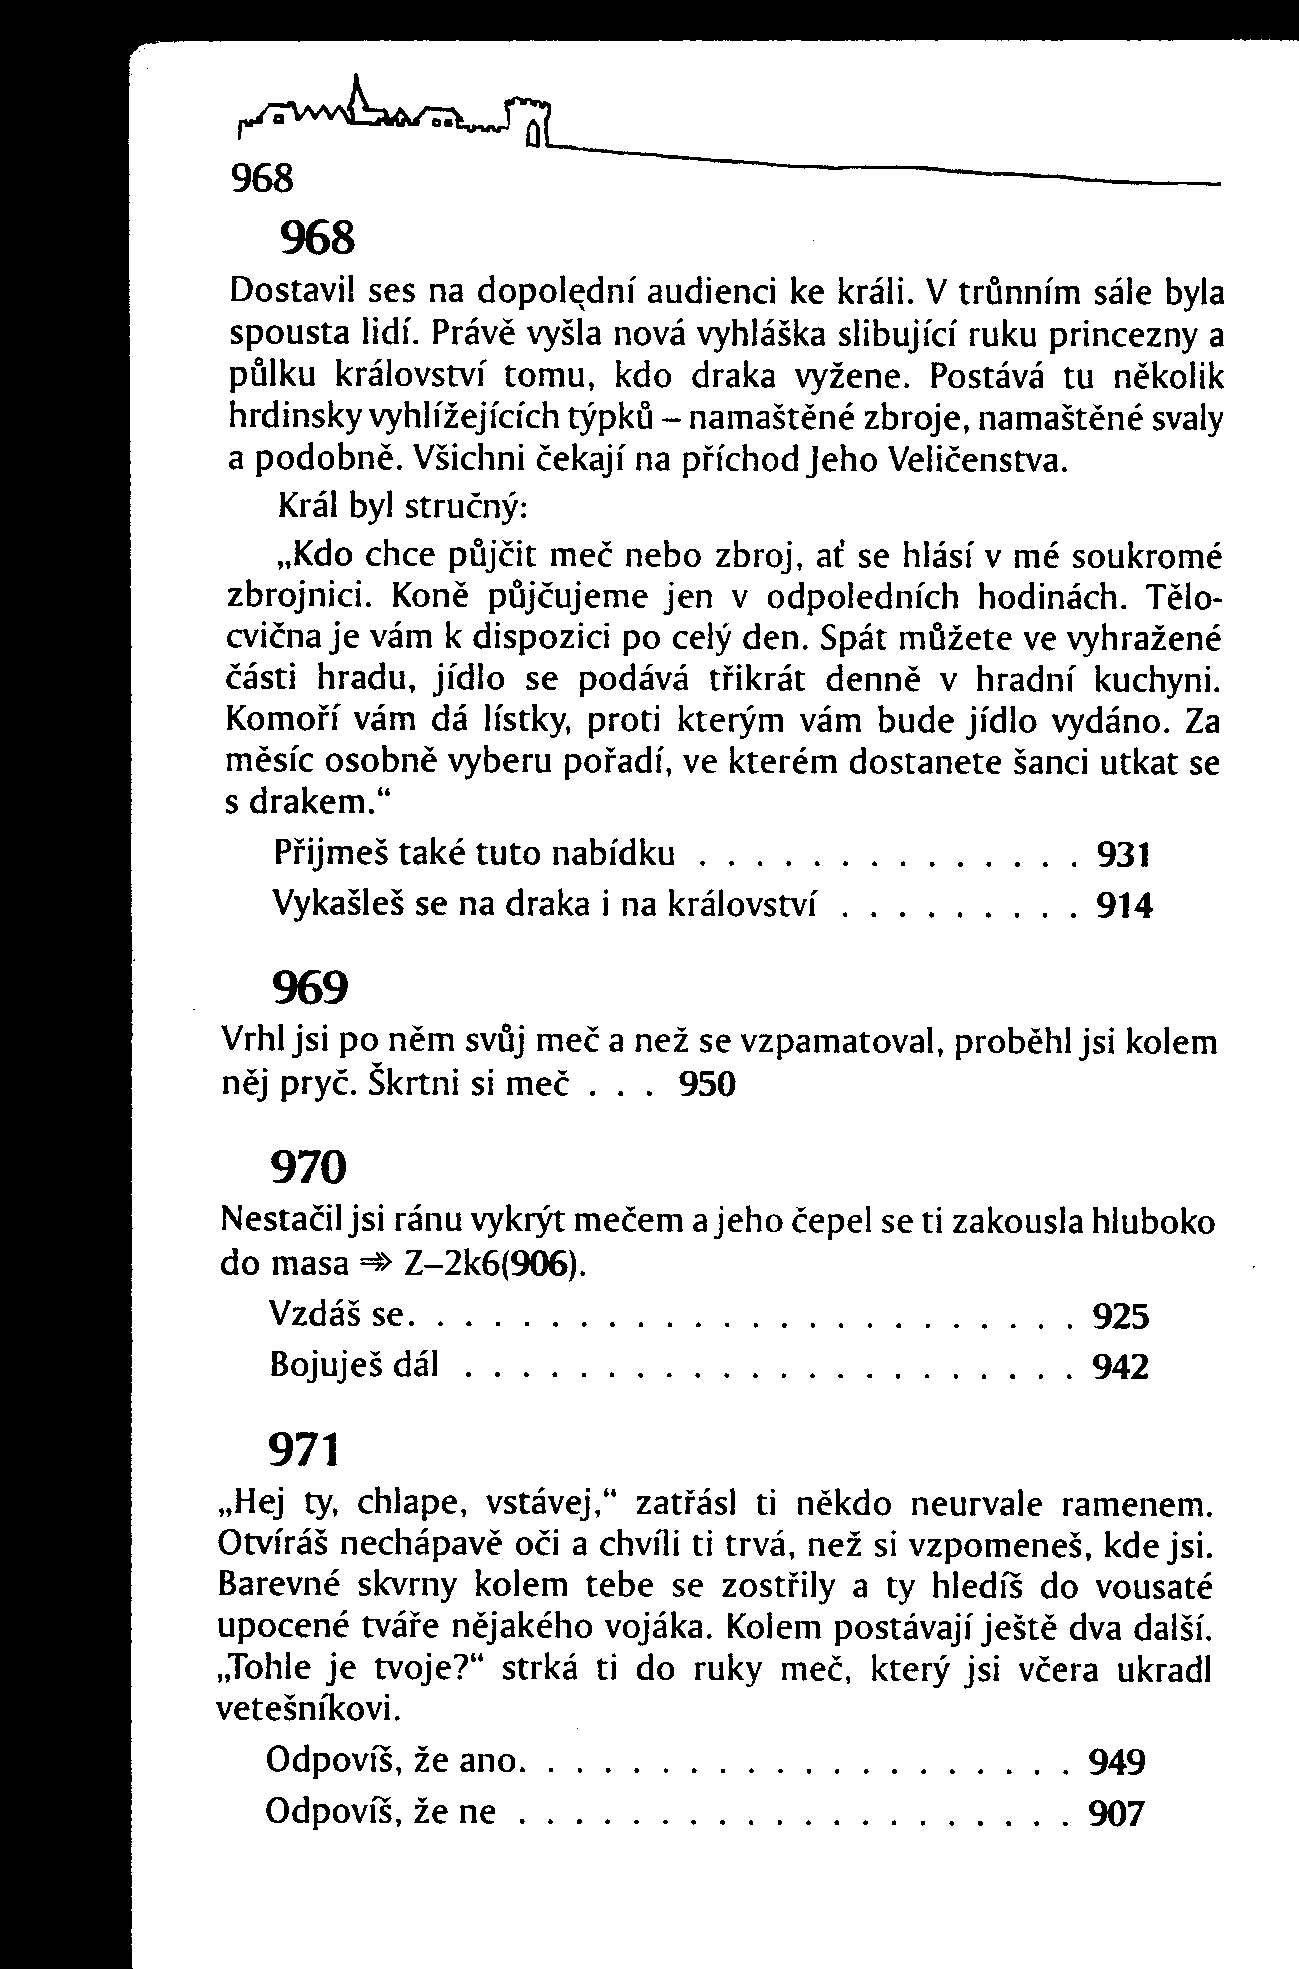 968
968
Dostavil ses na dopolední audienci ke králi. V trůnním sále byla
spousta lidí. Právě vyšla nová vyhláška slibující ruku princezny a
půlku království tomu, kdo draka vyžene. Postává tu několik
hrdinsky vyhlížejících týpků – namaštěné zbroje, namaštěné svaly
a podobně. Všichni čekají na příchod Jeho Veličenstva.
Král byl stručný:
„Kdo chce půjčit meč nebo zbroj, ať se hlásí v mé soukromé
zbrojnici. Koně půjčujeme jen v odpoledních hodinách. Tělo-
cvična je vám k dispozici po celý den. Spát můžete ve vyhražené
části hradu, jídlo se podává třikrát denně v hradní kuchyni.
Komoří vám dá lístky, proti kterým vám bude jídlo vydáno. Za
měsíc osobně vyberu pořadí, ve kterém dostanete šanci utkat se
s drakem.“
Přijmeš také tuto nabídku . . . . . . . . . . . . . . 931
Vykašleš se na draka i na království . . . . . . . . . 914
969
Vrhl jsi po něm svůj meč a než se vzpamatoval, proběhl jsi kolem
něj pryč. Škrtni si meč . . . 950
970
Nestačil jsi ránu vykrýt mečem a jeho čepel se ti zakousla hluboko
do masa ⇒ Z–2k6(906).
Vzdáš se. . . . . . . . . . . . . . . . . . . . . . . . 925
Bojuješ dál . . . . . . . . . . . . . . . . . . . . . . 942
971
„Hej ty, chlape, vstávej,“ zatřásl ti někdo neurvale ramenem.
Otvíráš nechápavě oči a chvíli ti trvá, než si vzpomeneš, kde jsi.
Barevné skvrny kolem tebe se zostřily a ty hledíš do vousaté
upocené tváře nějakého vojáka. Kolem postávají ještě dva další.
„Tohle je tvoje?“ strká ti do ruky meč, který jsi včera ukradl
vetešníkovi.
Odpovíš, že ano. . . . . . . . . . . . . . . . . . . . 949
Odpovíš, že ne . . . . . . . . . . . . . . . . . . . . 907